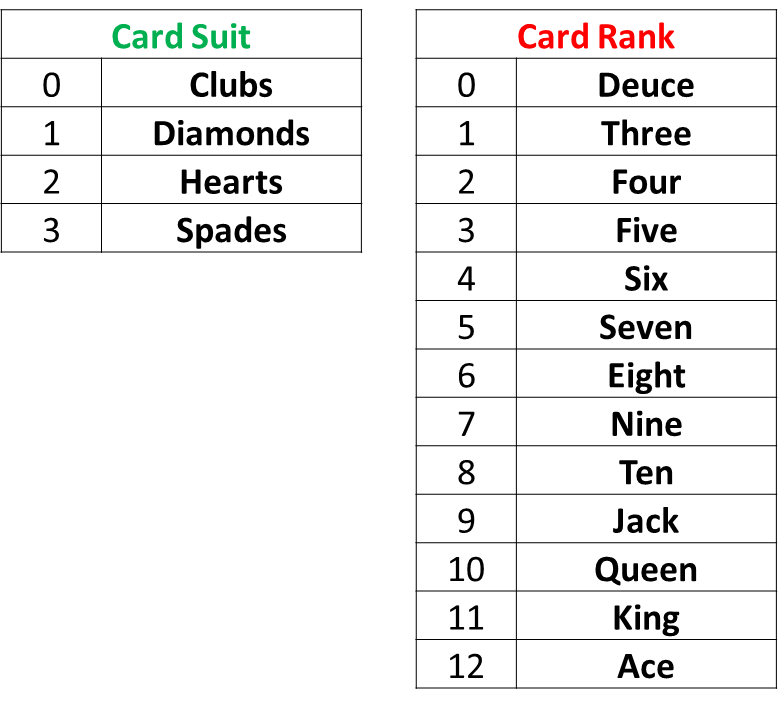 Card Suit
0 Clubs
1 Diamonds
2 Hearts
3 Spades
Card Rank
0 Deuce
1 Three
2 Four
3 Five
4 Six
5 Seven
6 Eight
7 Nine
8 Ten
9 Jack
10 Queen
11 King
12 Ace